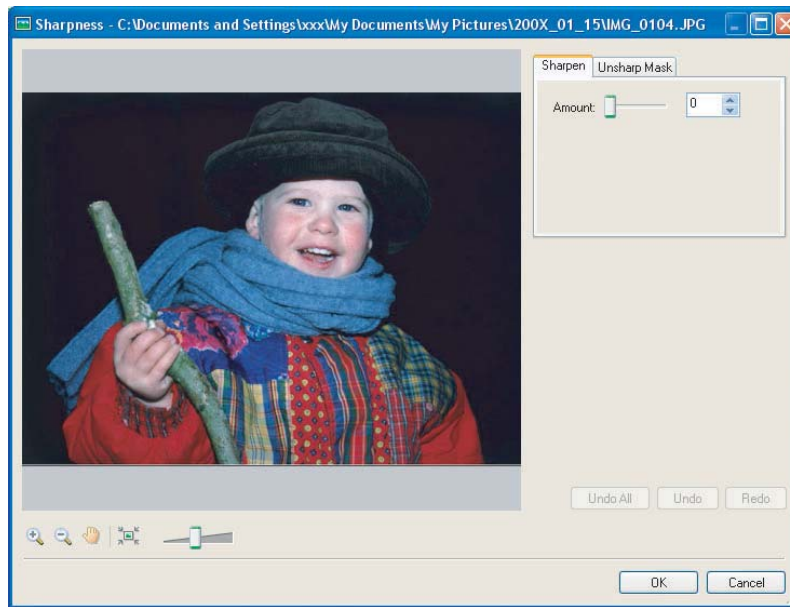 Sharpness - C:\Documents and Settings\xxx\My Documents\My Pictures\200X_01_15\IMG_0104.JPG
Sharpen Unsharp Mask
Amount: 0
Undo All Undo Redo
OK Cancel